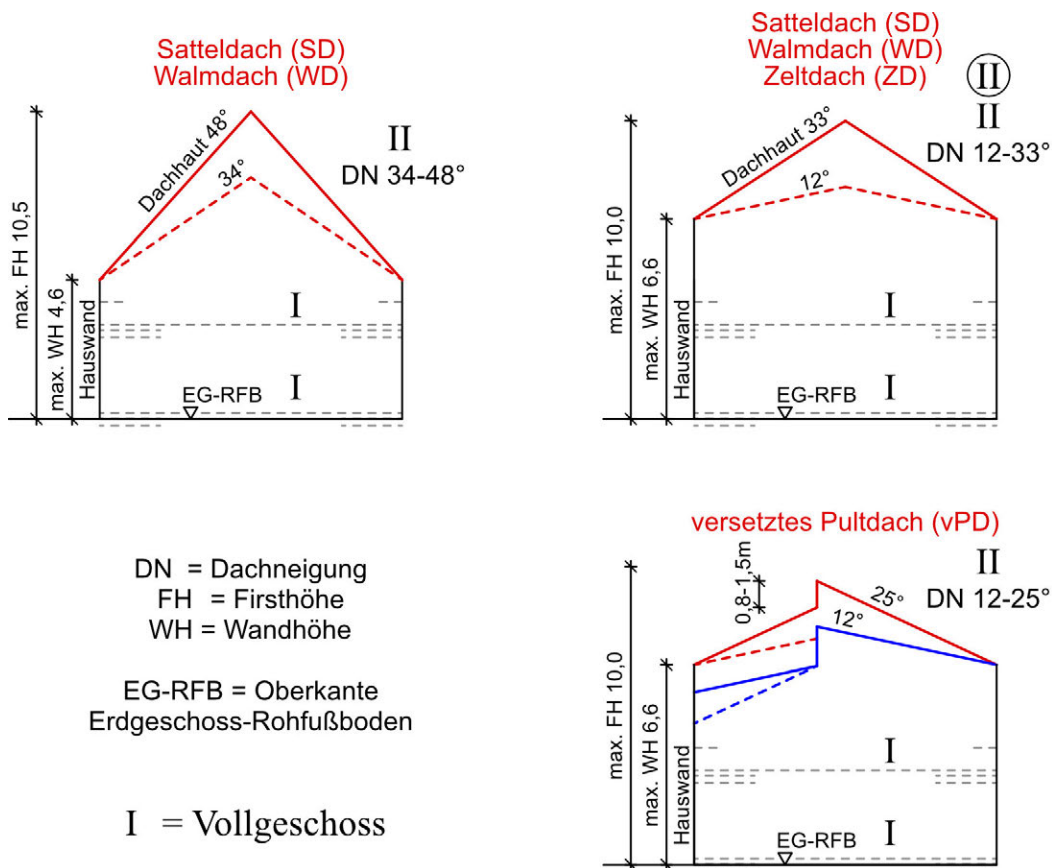 Satteldach (SD)
Walmdach (WD)
II
DN 34-48°
Dachhaut 48°
34°
max. FH 10,5
max. WH 4,6
Hauswand
I
I
EG-RFB
Satteldach (SD)
Walmdach (WD)
Zeltdach (ZD)
II
II
DN 12-33°
Dachhaut 33°
12°
max. FH 10,0
max. WH 6,6
Hauswand
I
I
EG-RFB
DN = Dachneigung
FH = Firsthöhe
WH = Wandhöhe
EG-RFB = Oberkante
Erdgeschoss-Rohfußboden
I = Vollgeschoss
versetztes Pultdach (vPD)
II
DN 12-25°
0,8-1,5m
25°
12°
max. FH 10,0
max. WH 6,6
Hauswand
I
I
EG-RFB